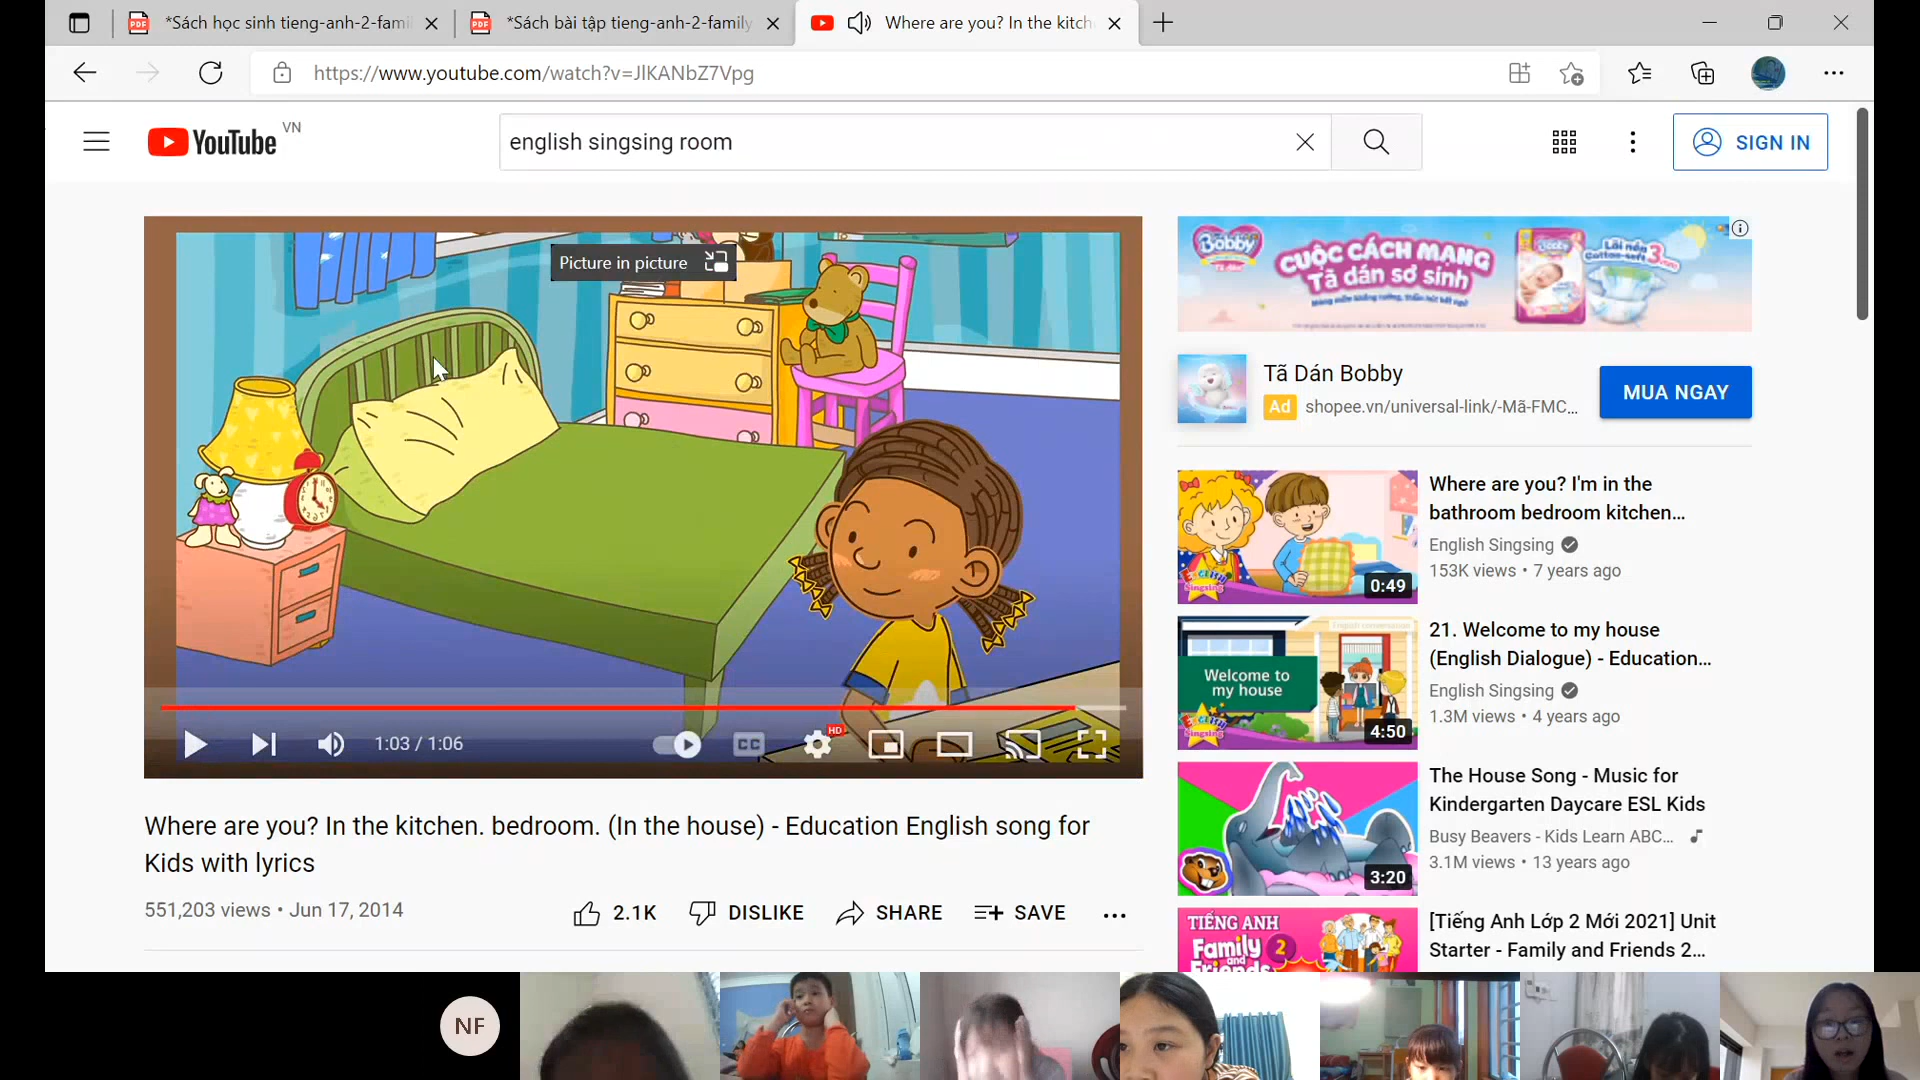 *Sách học sinh tieng-anh-2-famil
*Sách bài tập tieng-anh-2-family
Where are you? In the kitch
https://www.youtube.com/watch?v=JlKANbZ7Vpg
YouTube VN
english singsing room
SIGN IN
Picture in picture
1:03 / 1:06
CC
HD
Where are you? In the kitchen. bedroom. (In the house) - Education English song for
Kids with lyrics
551,203 views • Jun 17, 2014
2.1K
DISLIKE
SHARE
SAVE
Bobby
CUỘC CÁCH MẠNG
Tã dán sơ sinh
Tã Dán Bobby
Ad shopee.vn/universal-link/-Mã-FMC...
MUA NGAY
0:49
Where are you? I'm in the
bathroom bedroom kitchen...
English Singsing
153K views • 7 years ago
Welcome to
my house
4:50
21. Welcome to my house
(English Dialogue) - Education...
English Singsing
1.3M views • 4 years ago
3:20
The House Song - Music for
Kindergarten Daycare ESL Kids
Busy Beavers - Kids Learn ABC...
3.1M views • 13 years ago
TIẾNG ANH
Family 2
and
Friends
[Tiếng Anh Lớp 2 Mới 2021] Unit
Starter - Family and Friends 2...
NF